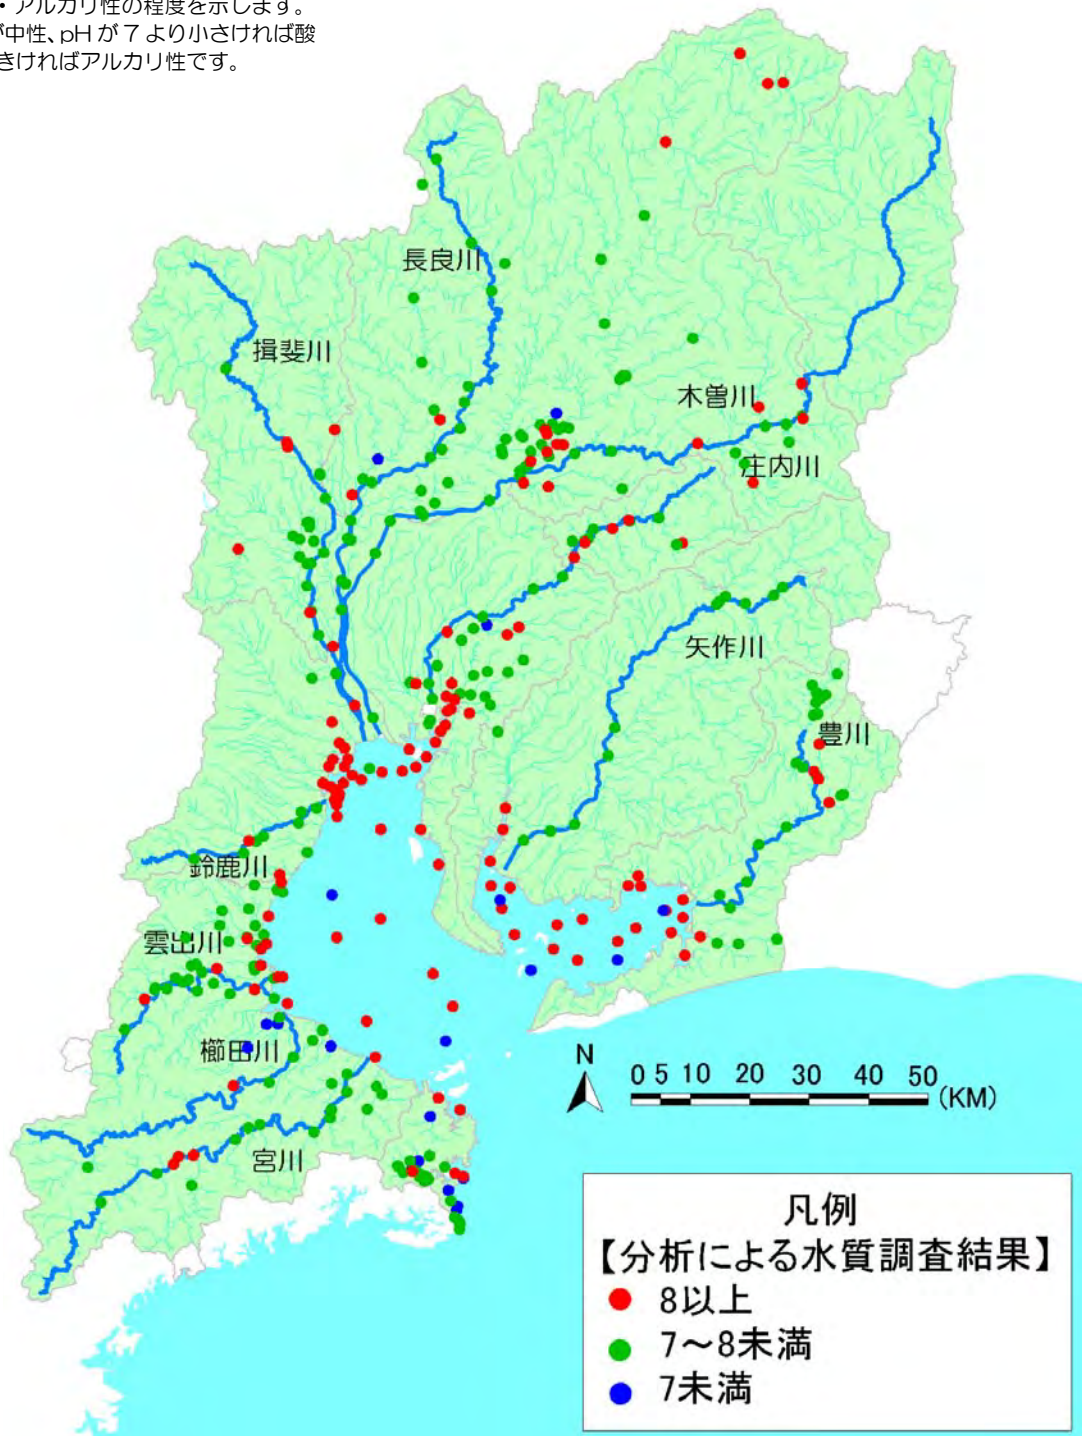 ・アルカリ性の程度を示します。
が中性、pHが7より小さければ酸
きければアルカリ性です。
長良川
揖斐川
木曽川
庄内川
矢作川
豊川
鈴鹿川
雲出川
櫛田川
宮川
N
0 5 10 20 30 40 50 (KM)
凡例
【分析による水質調査結果】
8以上
7～8未満
7未満